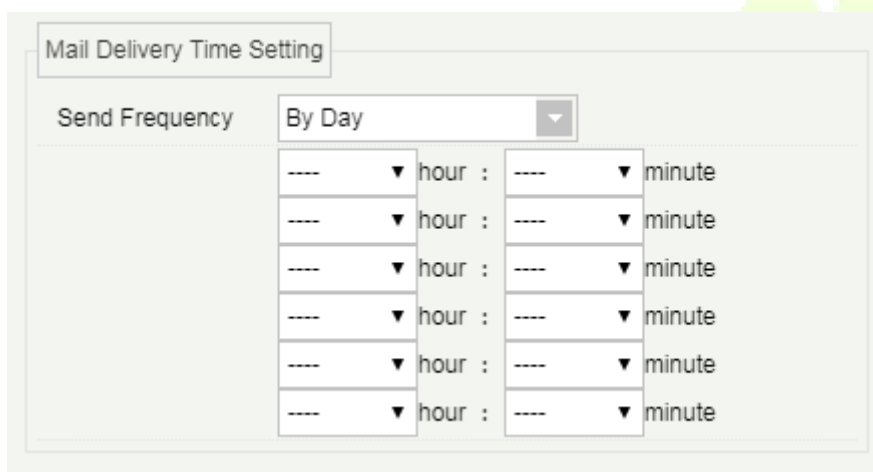 Mail Delivery Time Setting
Send Frequency By Day
---- hour : ---- minute
---- hour : ---- minute
---- hour : ---- minute
---- hour : ---- minute
---- hour : ---- minute
---- hour : ---- minute